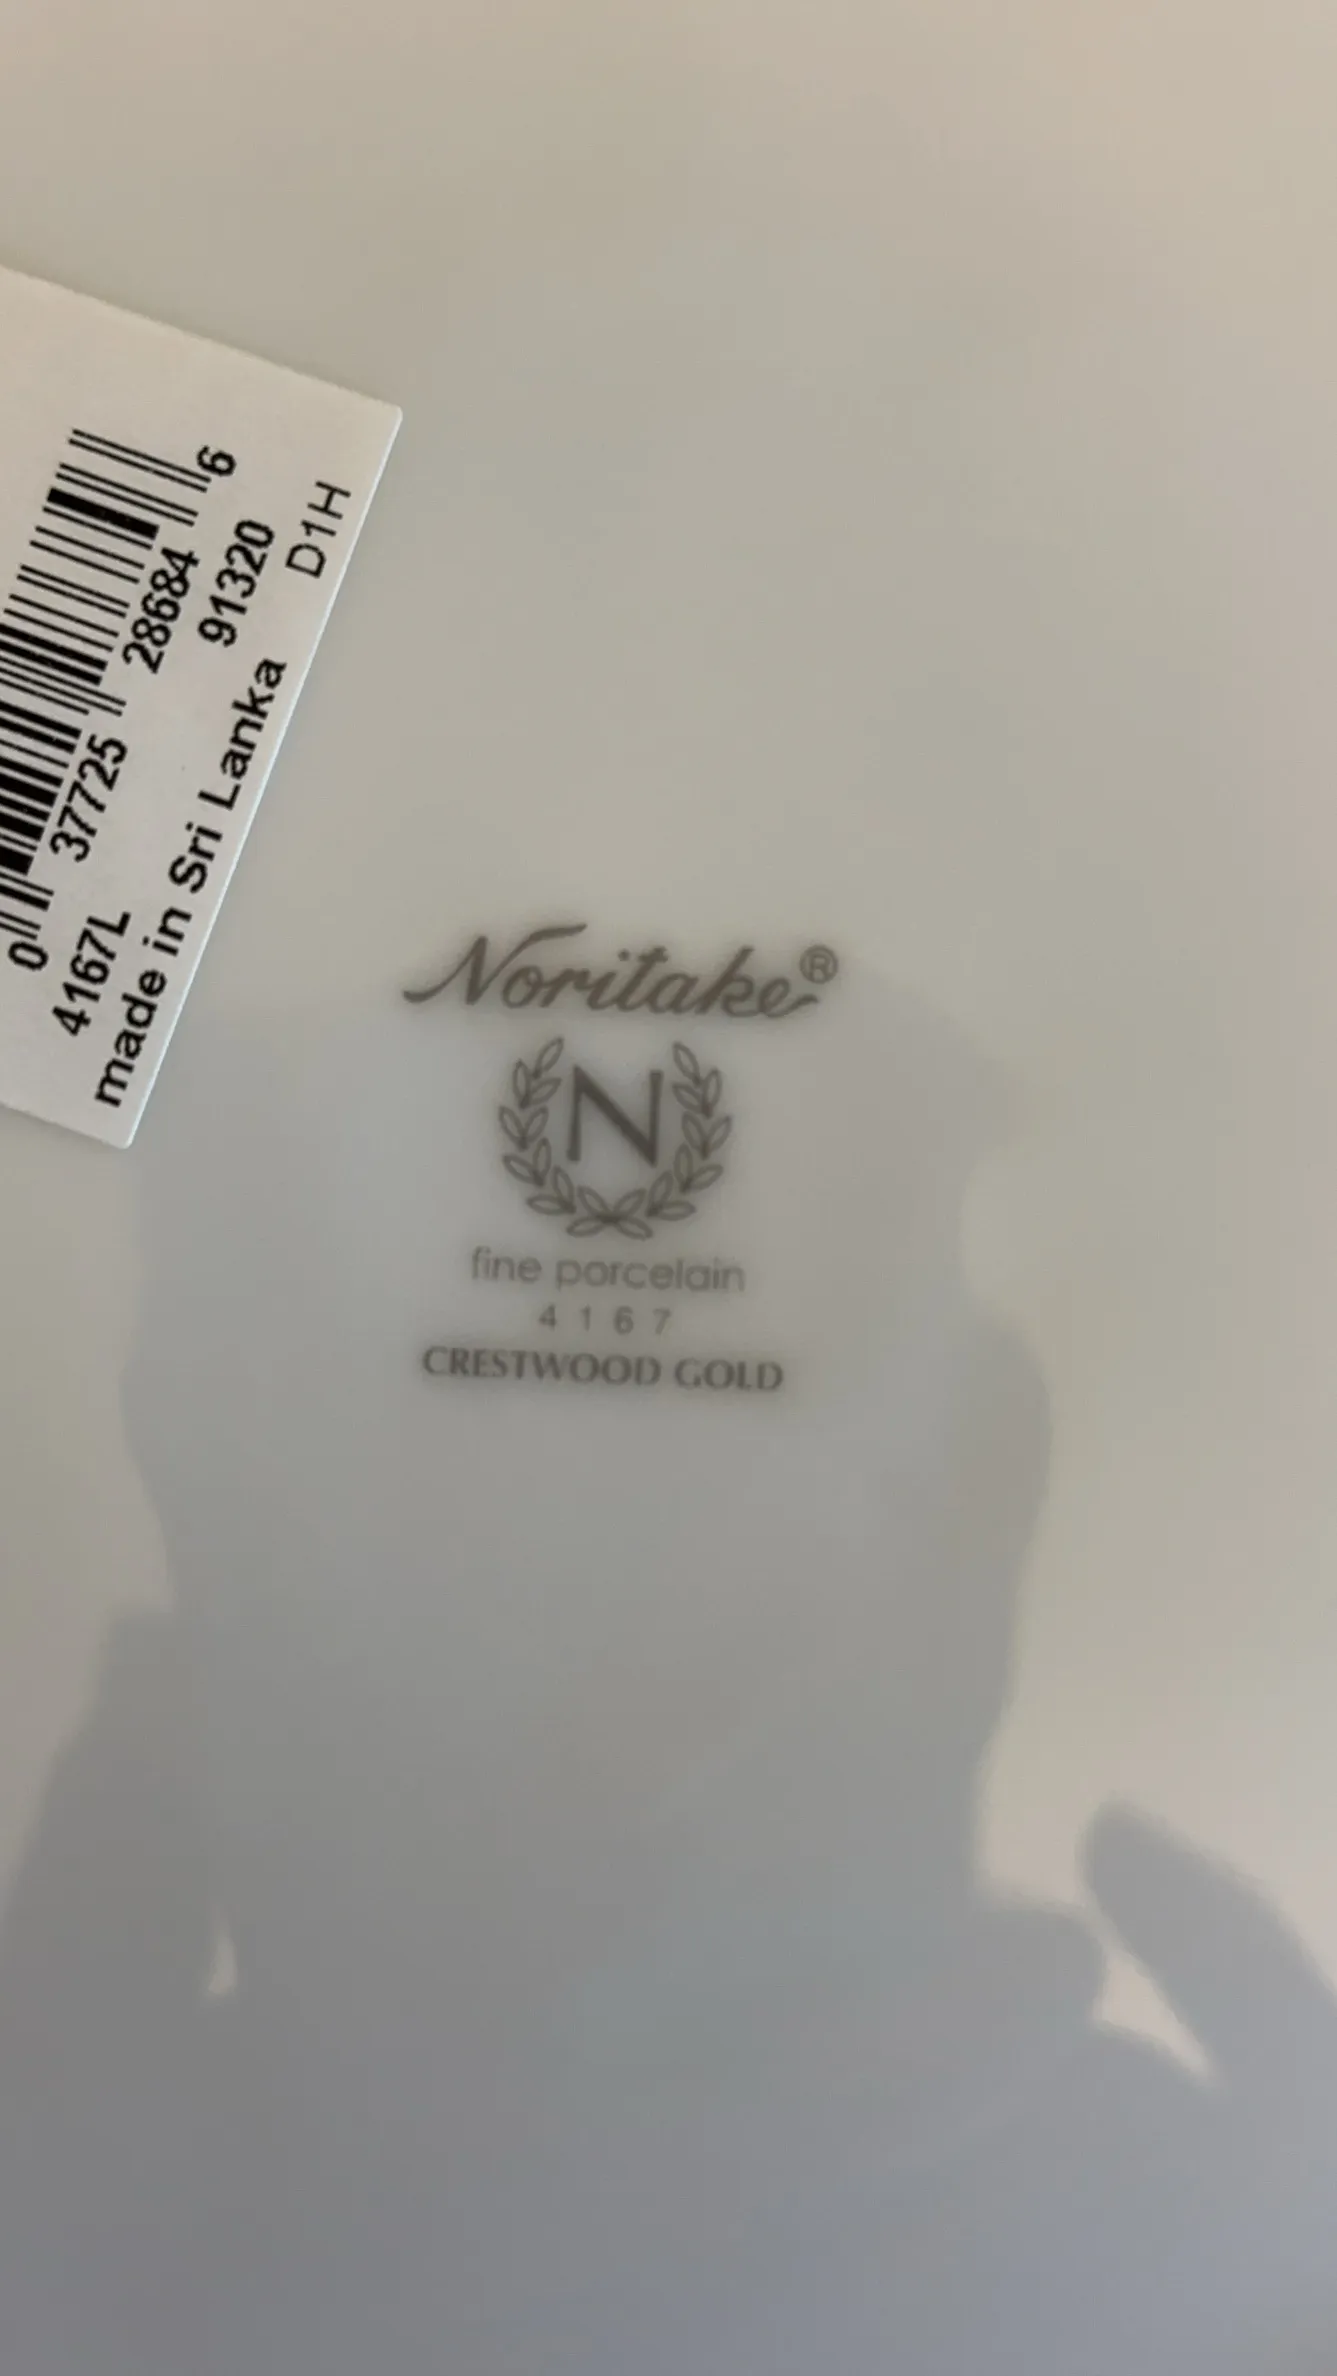 0 37725 28684 6
4167L 91320
made in Sri Lanka D1H
Noritake®
N
fine porcelain
4167
CRESTWOOD GOLD